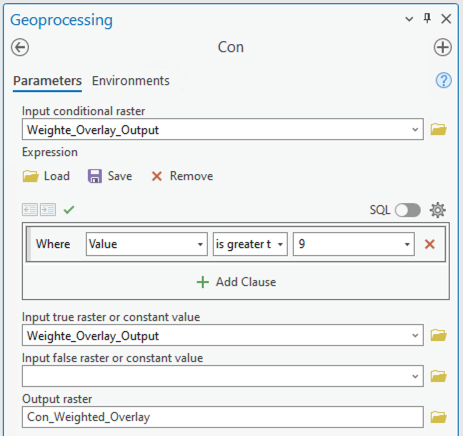 Geoprocessing
Con
Parameters Environments
Input conditional raster
Weighte_Overlay_Output
Expression
Load Save Remove
SQL
Where Value is greater t 9
Add Clause
Input true raster or constant value
Weighte_Overlay_Output
Input false raster or constant value
Output raster
Con_Weighted_Overlay